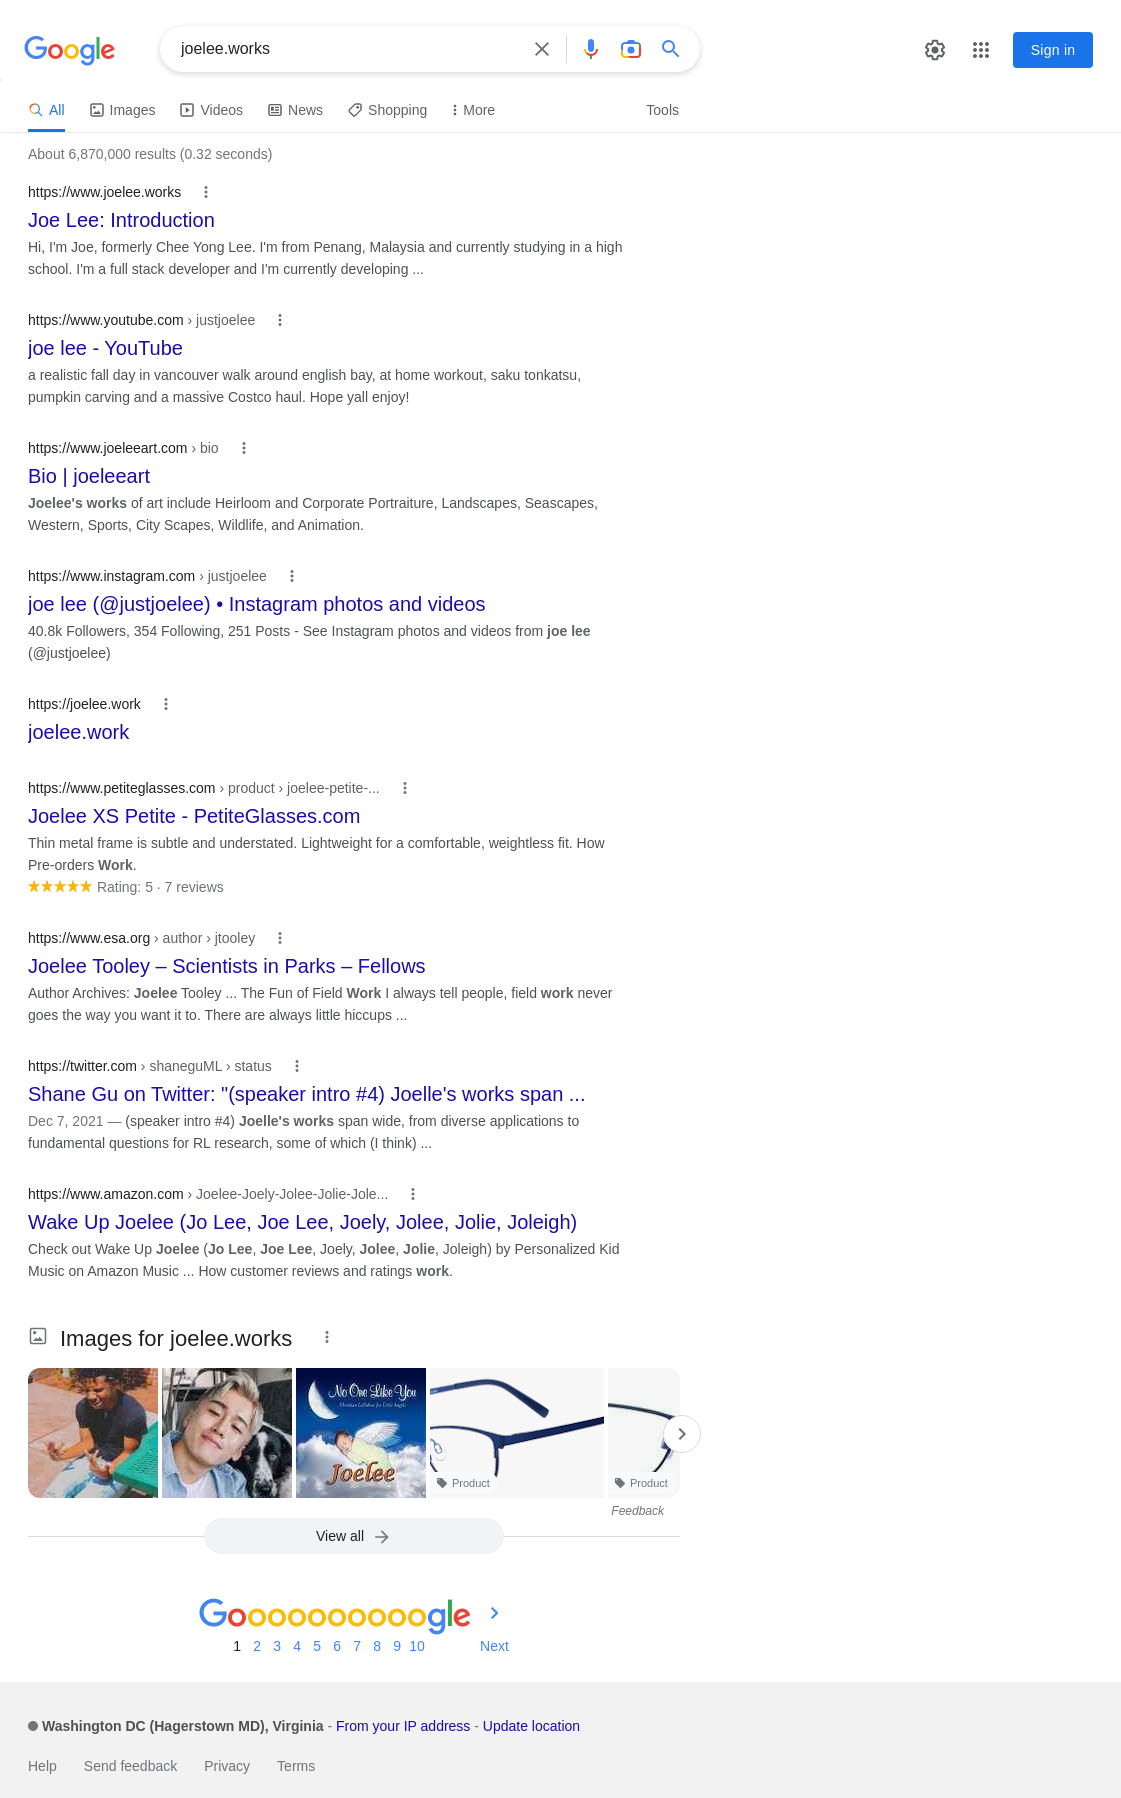 Google
joelee.works
Sign in
All Images Videos News Shopping More Tools
About 6,870,000 results (0.32 seconds)
https://www.joelee.works
Joe Lee: Introduction
Hi, I'm Joe, formerly Chee Yong Lee. I'm from Penang, Malaysia and currently studying in a high
school. I'm a full stack developer and I'm currently developing ...
https://www.youtube.com › justjoelee
joe lee - YouTube
a realistic fall day in vancouver walk around english bay, at home workout, saku tonkatsu,
pumpkin carving and a massive Costco haul. Hope yall enjoy!
https://www.joeleeart.com › bio
Bio | joeleeart
Joelee's works of art include Heirloom and Corporate Portraiture, Landscapes, Seascapes,
Western, Sports, City Scapes, Wildlife, and Animation.
https://www.instagram.com › justjoelee
joe lee (@justjoelee) • Instagram photos and videos
40.8k Followers, 354 Following, 251 Posts - See Instagram photos and videos from joe lee
(@justjoelee)
https://joelee.work
joelee.work
https://www.petiteglasses.com › product › joelee-petite-...
Joelee XS Petite - PetiteGlasses.com
Thin metal frame is subtle and understated. Lightweight for a comfortable, weightless fit. How
Pre-orders Work.
Rating: 5 · 7 reviews
https://www.esa.org › author › jtooley
Joelee Tooley – Scientists in Parks – Fellows
Author Archives: Joelee Tooley ... The Fun of Field Work I always tell people, field work never
goes the way you want it to. There are always little hiccups ...
https://twitter.com › shaneguML › status
Shane Gu on Twitter: "(speaker intro #4) Joelle's works span ...
Dec 7, 2021 — (speaker intro #4) Joelle's works span wide, from diverse applications to
fundamental questions for RL research, some of which (I think) ...
https://www.amazon.com › Joelee-Joely-Jolee-Jolie-Jole...
Wake Up Joelee (Jo Lee, Joe Lee, Joely, Jolee, Jolie, Joleigh)
Check out Wake Up Joelee (Jo Lee, Joe Lee, Joely, Jolee, Jolie, Joleigh) by Personalized Kid
Music on Amazon Music ... How customer reviews and ratings work.
Images for joelee.works
No One Like You
Christian Lullabies for Little Angels
Joelee
Product
Product
Feedback
View all
Goooooooooogle
1 2 3 4 5 6 7 8 9 10 Next
Washington DC (Hagerstown MD), Virginia - From your IP address - Update location
Help Send feedback Privacy Terms